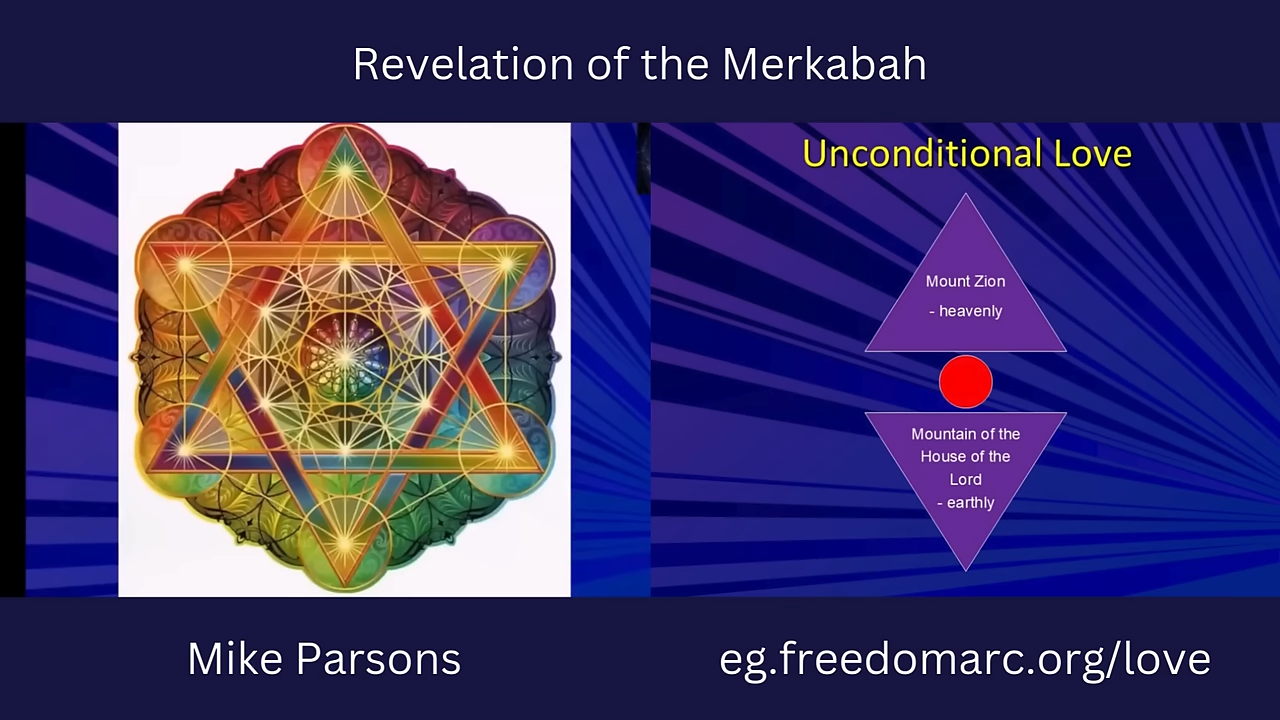 Revelation of the Merkabah
Unconditional Love
Mount Zion
- heavenly
Mountain of the
House of the
Lord
- earthly
Mike Parsons
eg.freedomarc.org/love